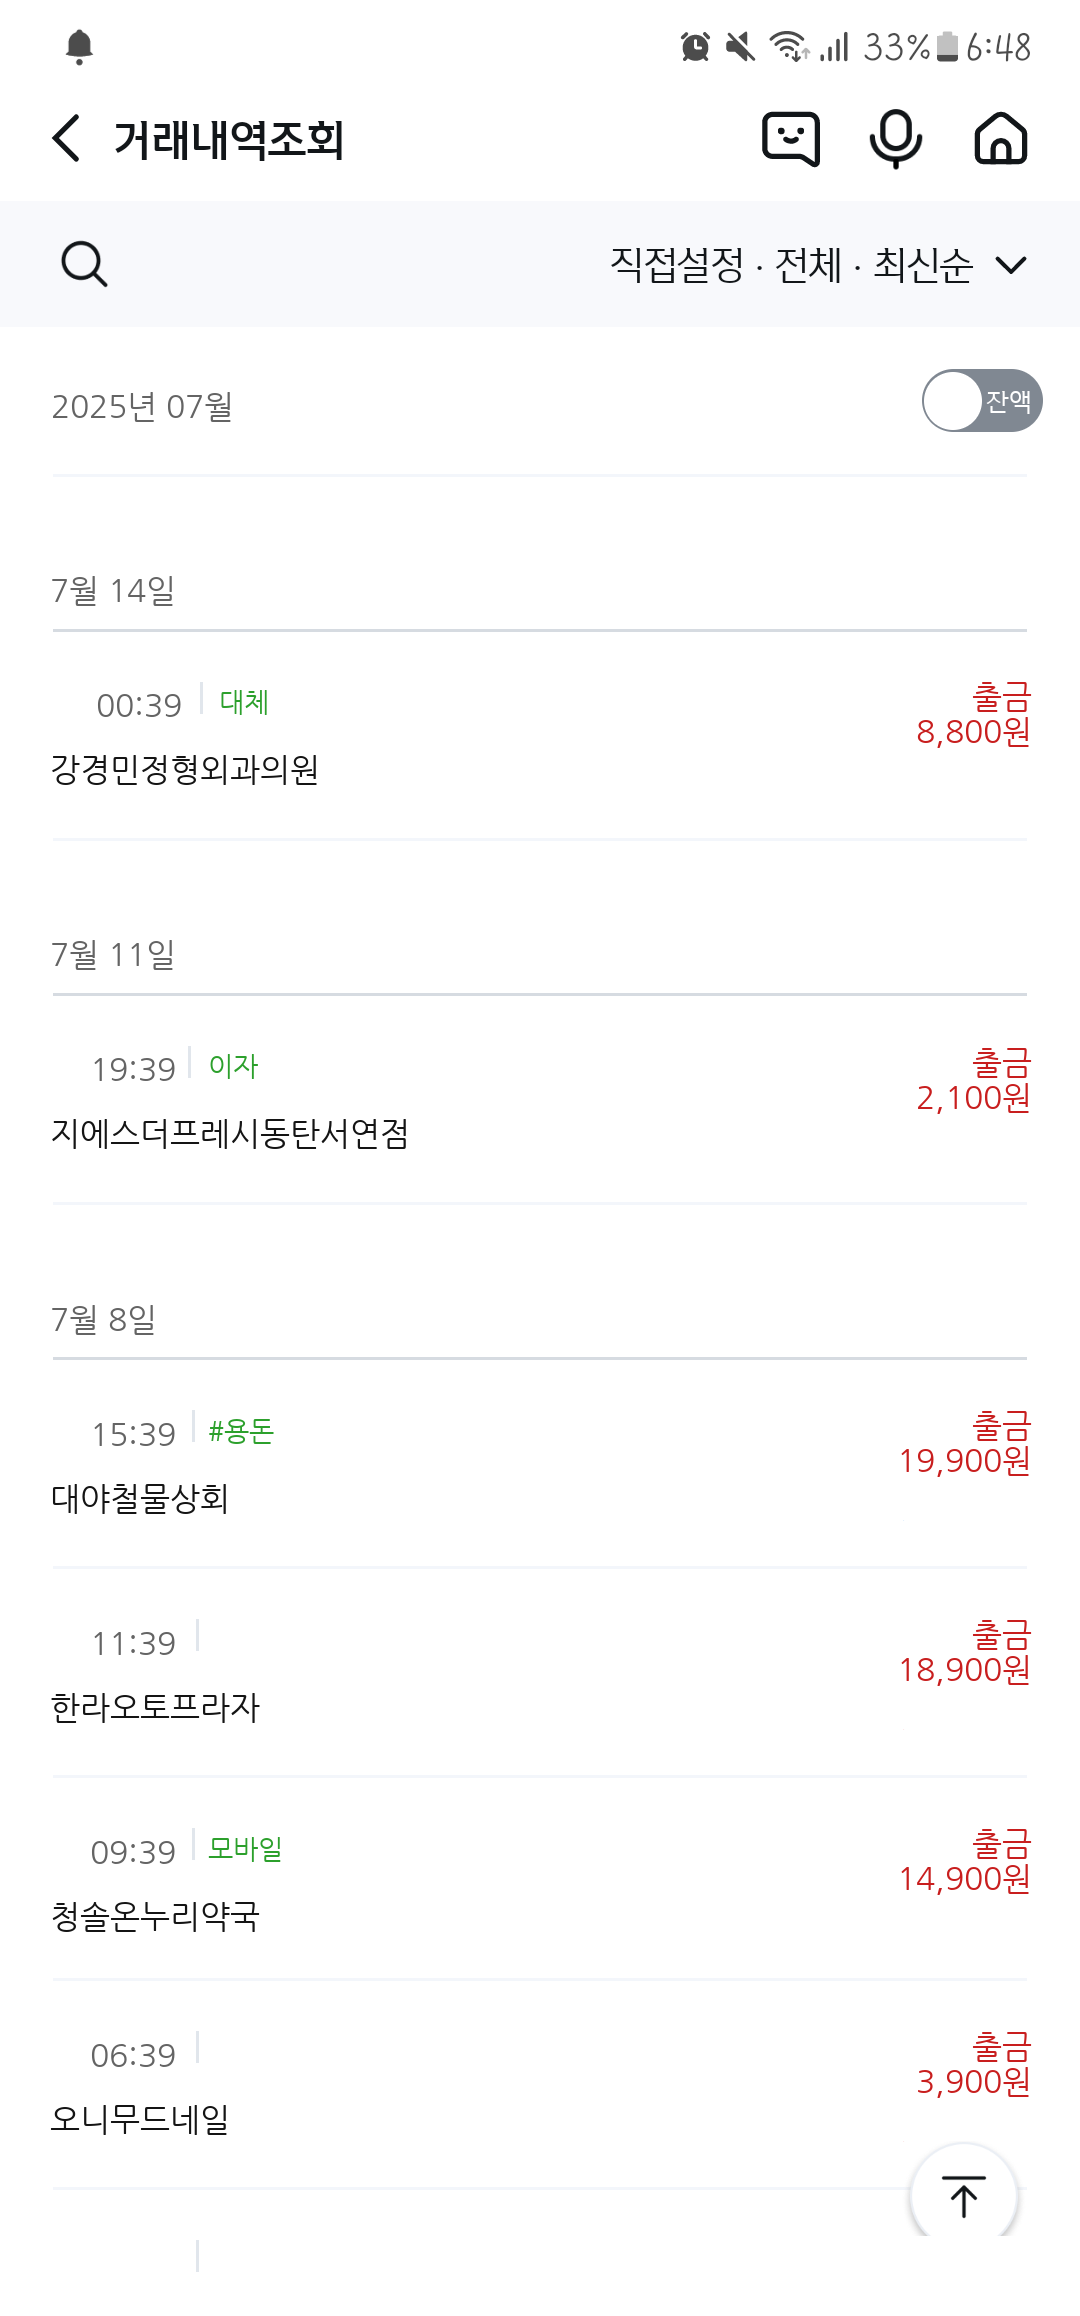 33% 6:48
거래내역조회
직접설정 · 전체 · 최신순
2025년 07월
잔액
7월 14일
00:39 대체
출금
8,800원
강경민정형외과의원
7월 11일
19:39 이자
출금
2,100원
지에스더프레시동탄서연점
7월 8일
15:39 #용돈
출금
19,900원
대야철물상회
11:39
출금
18,900원
한라오토프라자
09:39 모바일
출금
14,900원
청솔온누리약국
06:39
출금
3,900원
오니무드네일